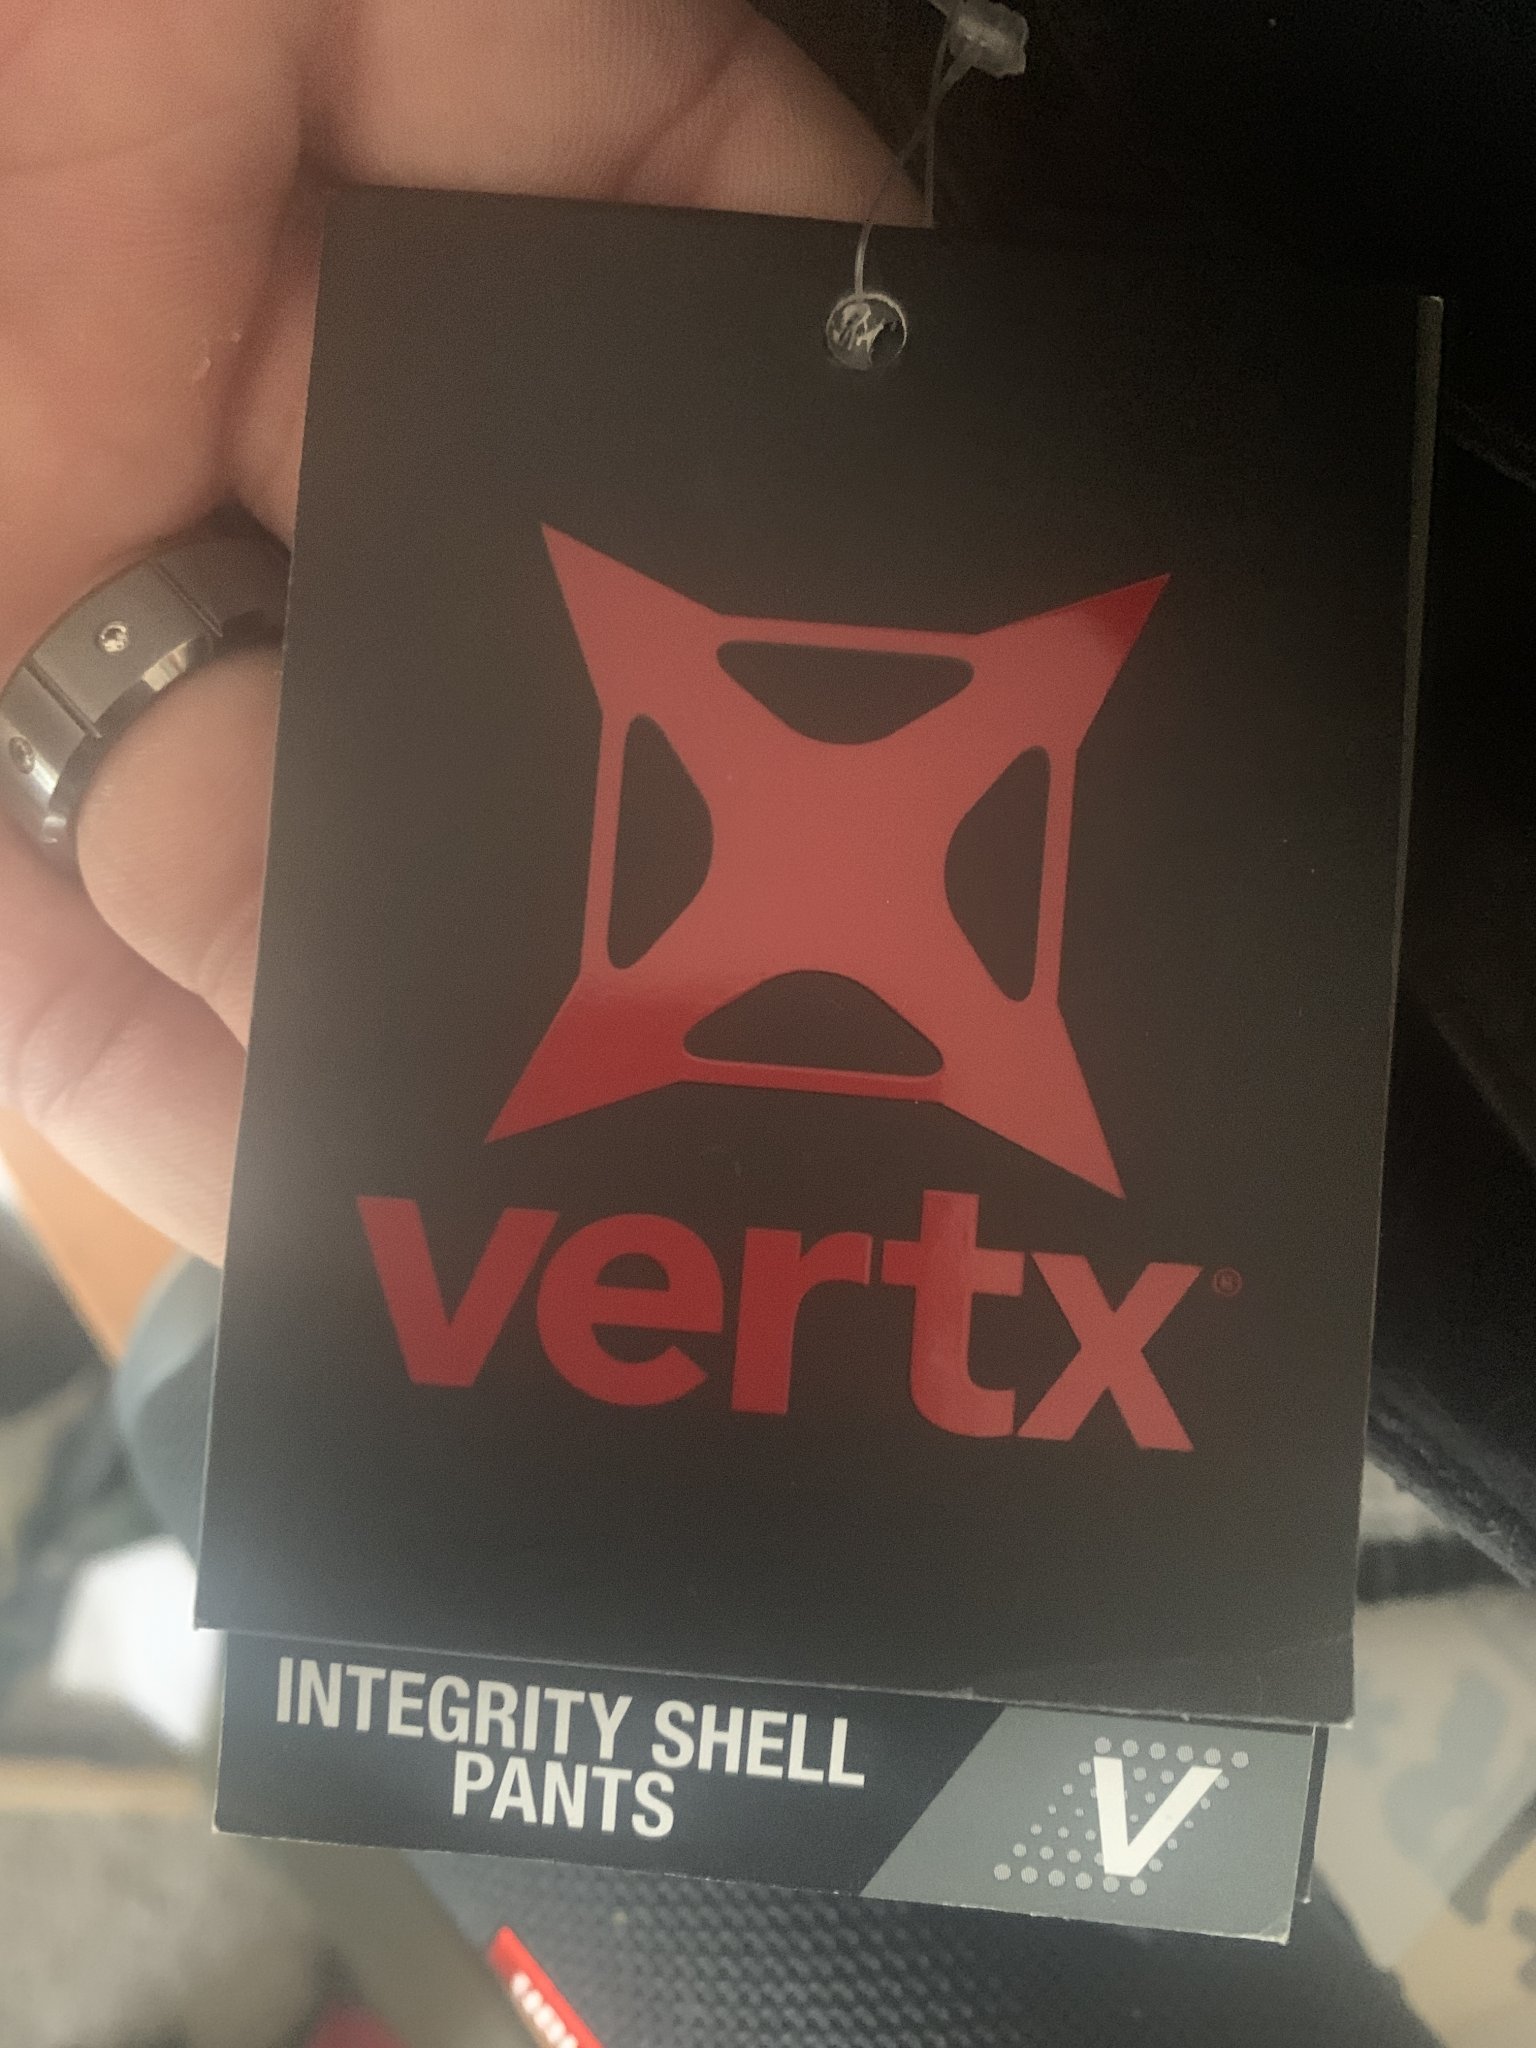 vertx®
INTEGRITY SHELL
PANTS
V